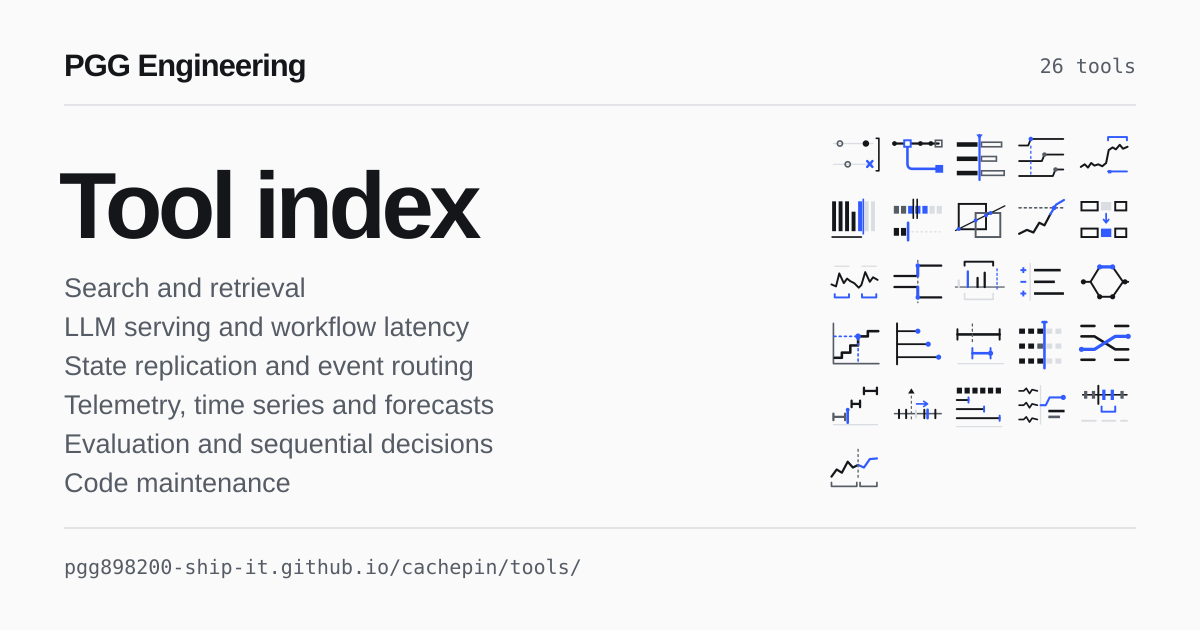 PGG Engineering
26 tools
Tool index
Search and retrieval
LLM serving and workflow latency
State replication and event routing
Telemetry, time series and forecasts
Evaluation and sequential decisions
Code maintenance
pgg898200-ship-it.github.io/cachepin/tools/